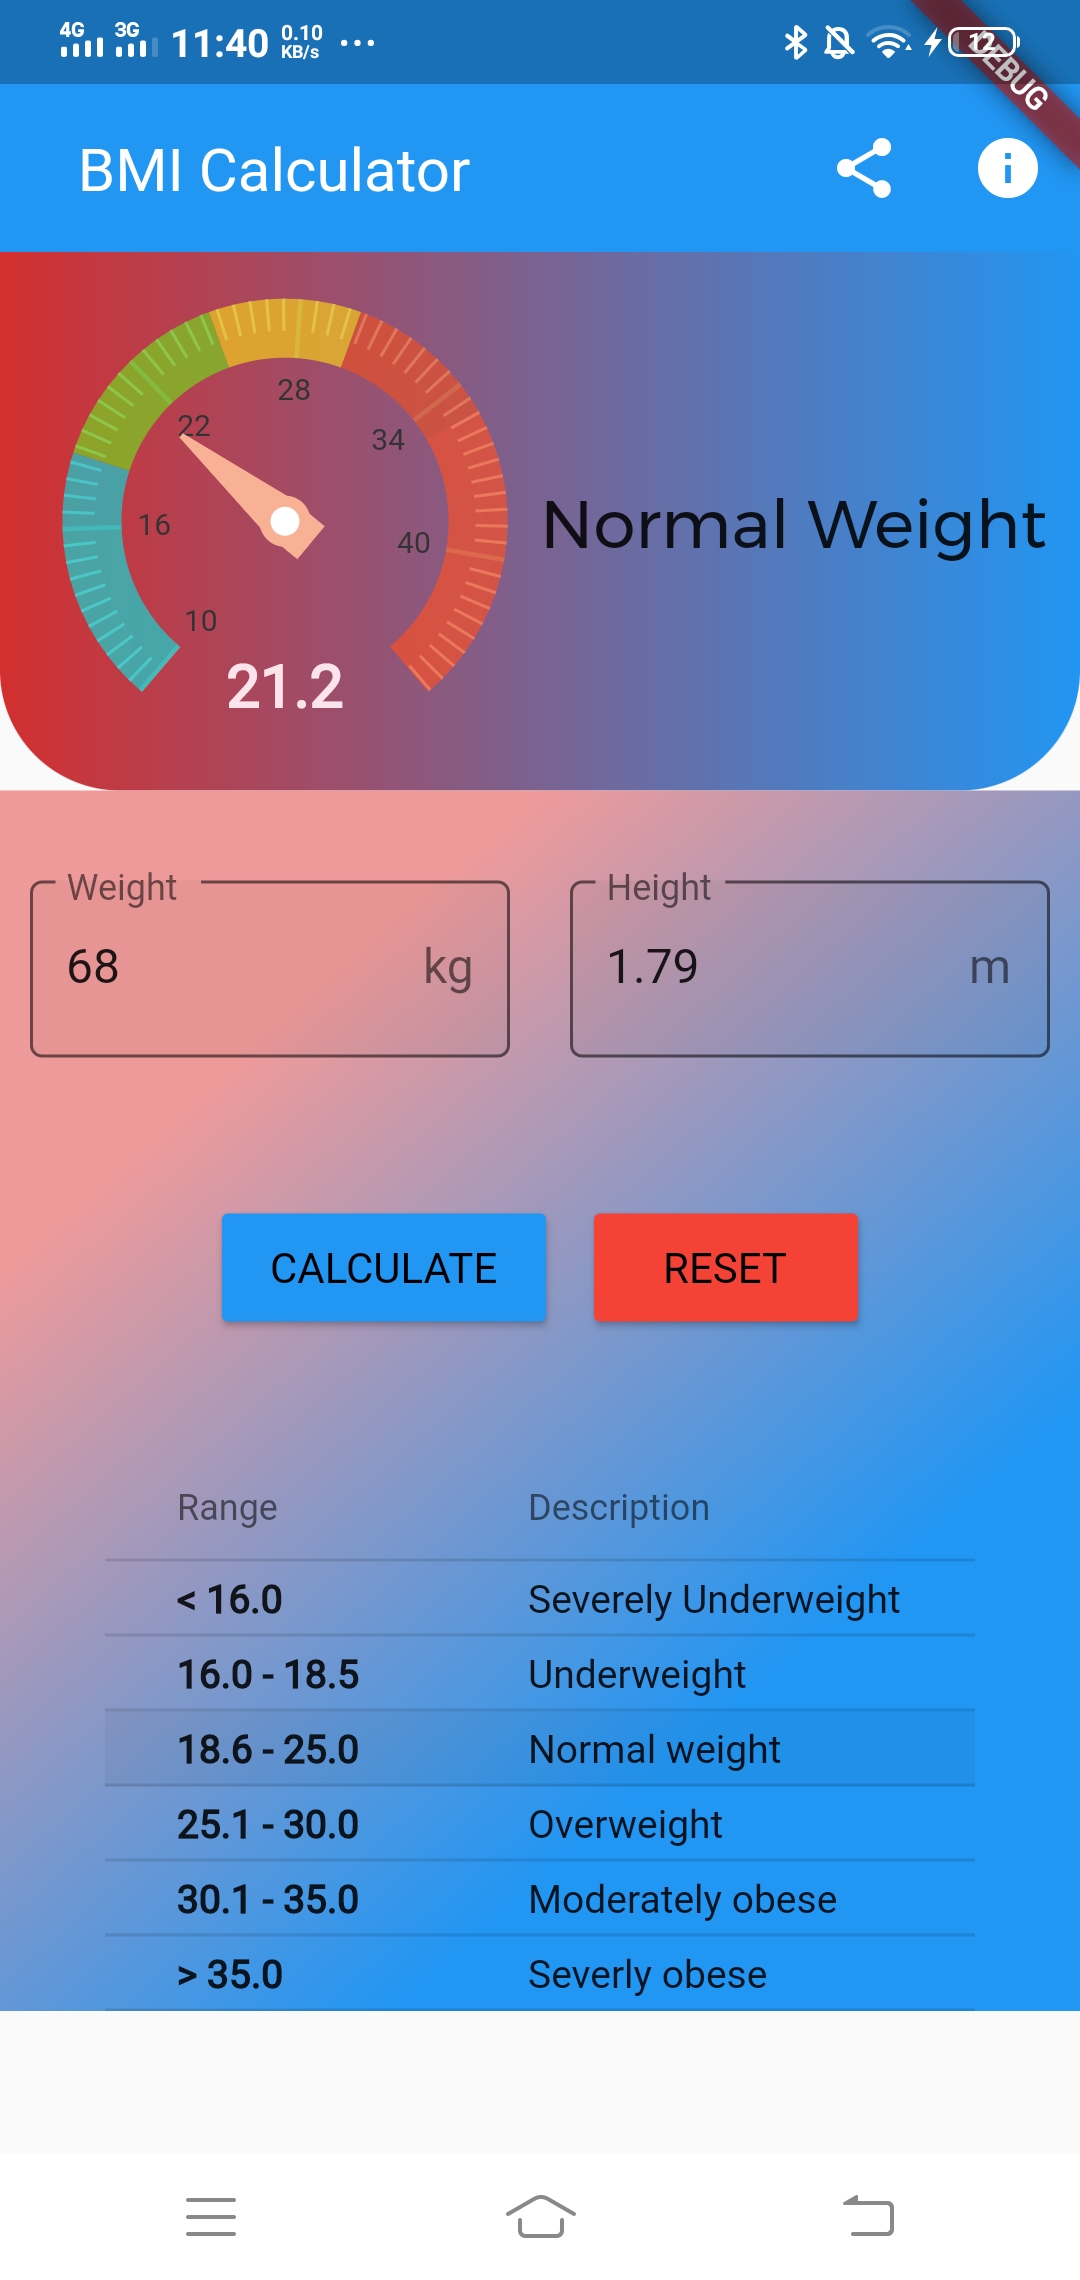 4G 3G 11:40 0.10 KB/s ... 12
DEBUG
BMI Calculator
28
22
34
16
40
10
21.2
Normal Weight
Weight Height
68 kg 1.79 m
CALCULATE RESET
Range Description
< 16.0 Severely Underweight
16.0 - 18.5 Underweight
18.6 - 25.0 Normal weight
25.1 - 30.0 Overweight
30.1 - 35.0 Moderately obese
> 35.0 Severly obese